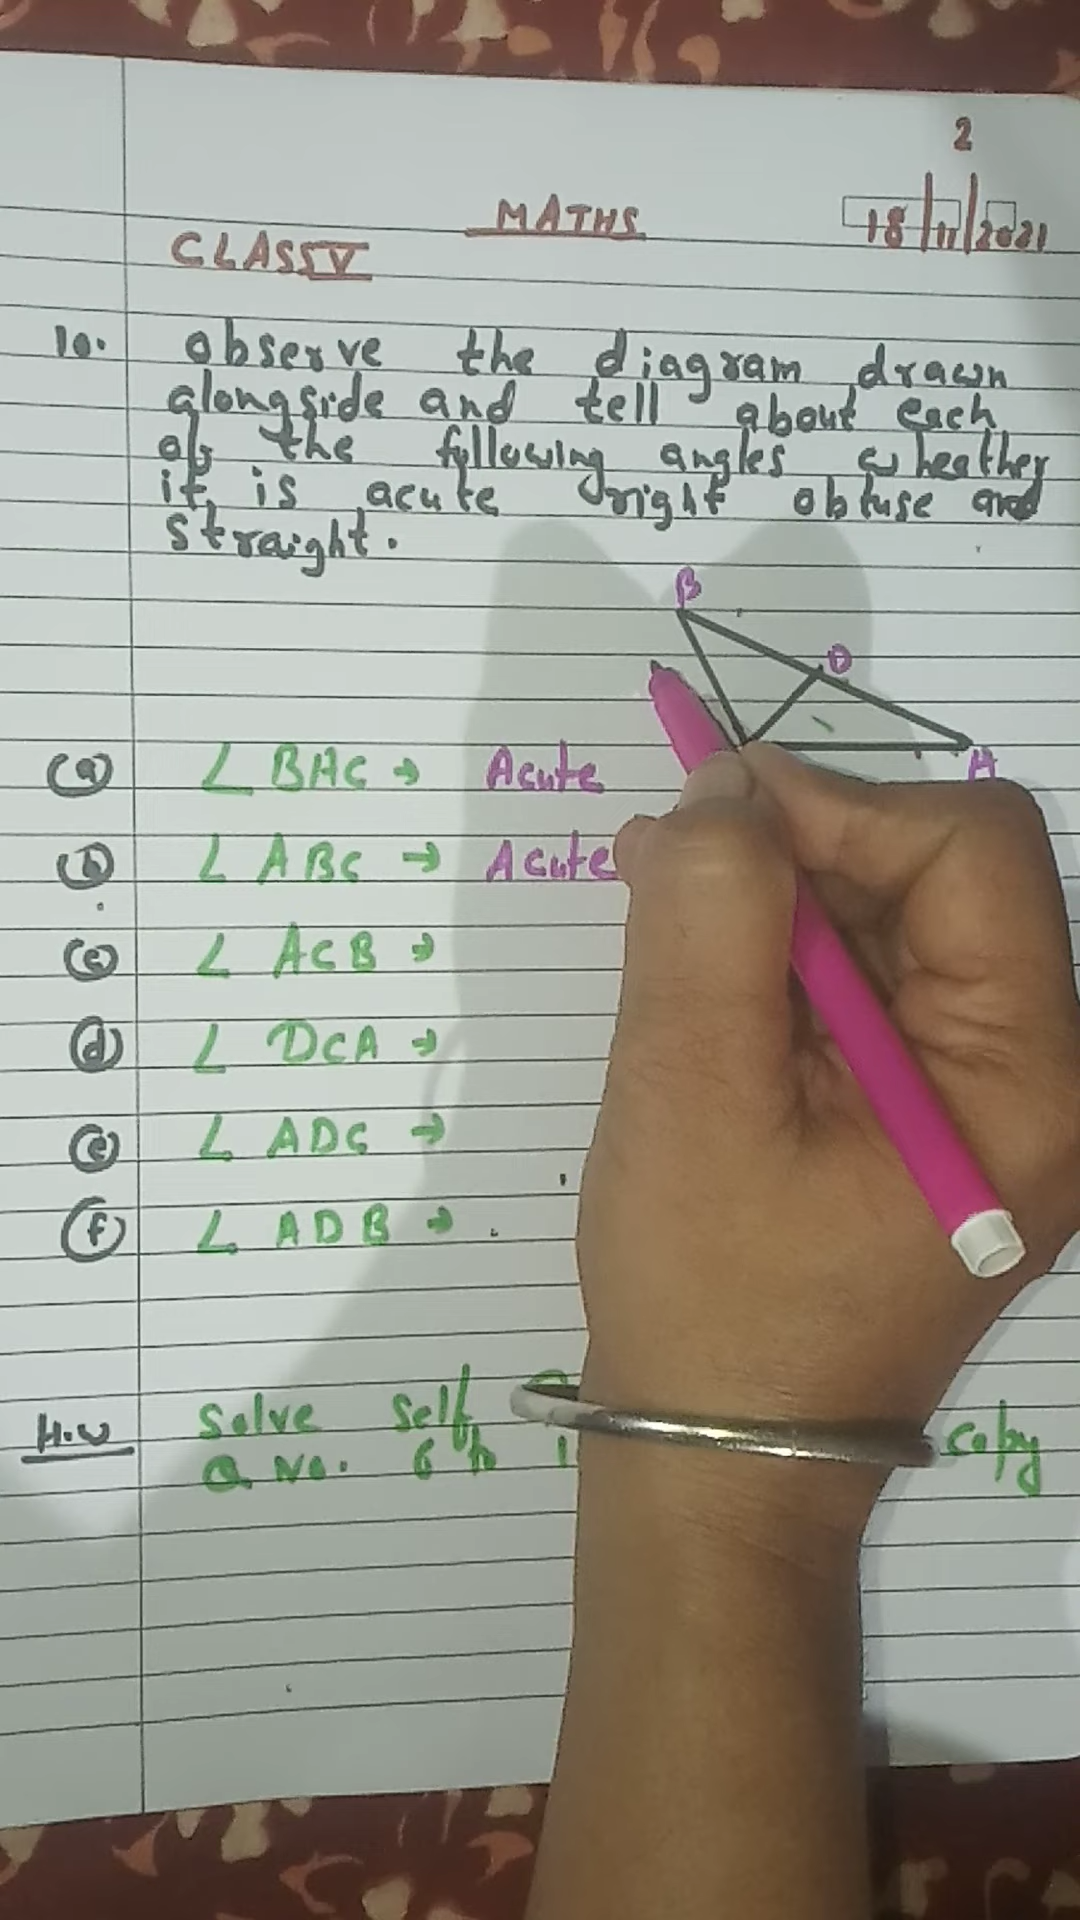 2
MATHS
18/11/2021
CLASS V
10. observe the diagram drawn
alongside and tell about each
of the following angles wheather
it is acute right obtuse and
straight.
B
D
A
(a) ∠ BAC → Acute
(b) ∠ ABC → Acute
(c) ∠ ACB →
(d) ∠ DCA →
(e) ∠ ADC →
(f) ∠ ADB →
H.W Solve Self copy
Q No. 6 to 1